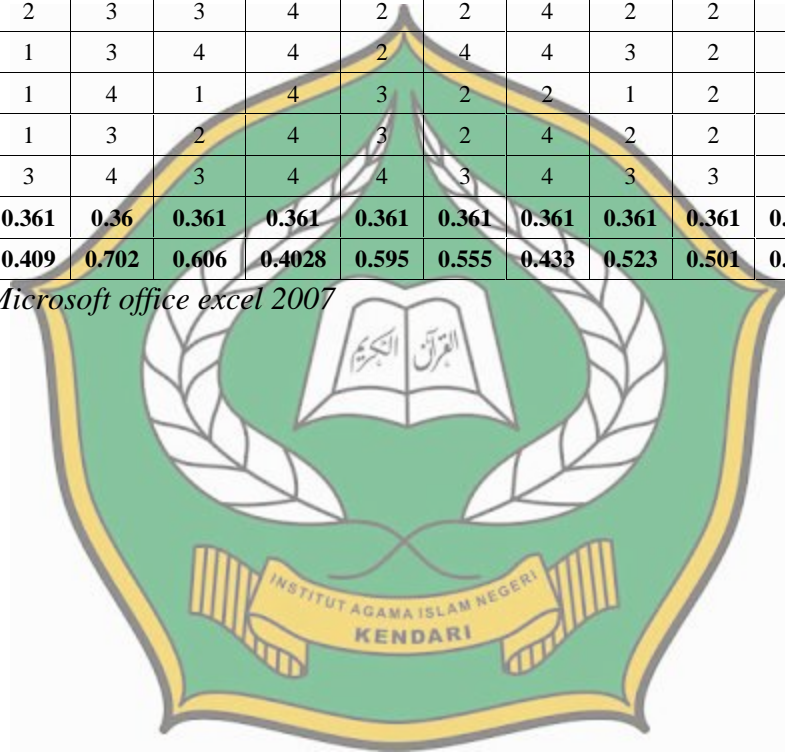 2 3 3 4 2 2 4 2 2
1 3 4 4 2 4 4 3 2
1 4 1 4 3 2 2 1 2
1 3 2 4 3 2 4 2 2
3 4 3 4 4 3 4 3 3
0.361 0.36 0.361 0.361 0.361 0.361 0.361 0.361 0.361 0.
0.409 0.702 0.606 0.4028 0.595 0.555 0.433 0.523 0.501 0.
Microsoft office excel 2007
القرآن الكريم
INSTITUT AGAMA ISLAM NEGERI
KENDARI